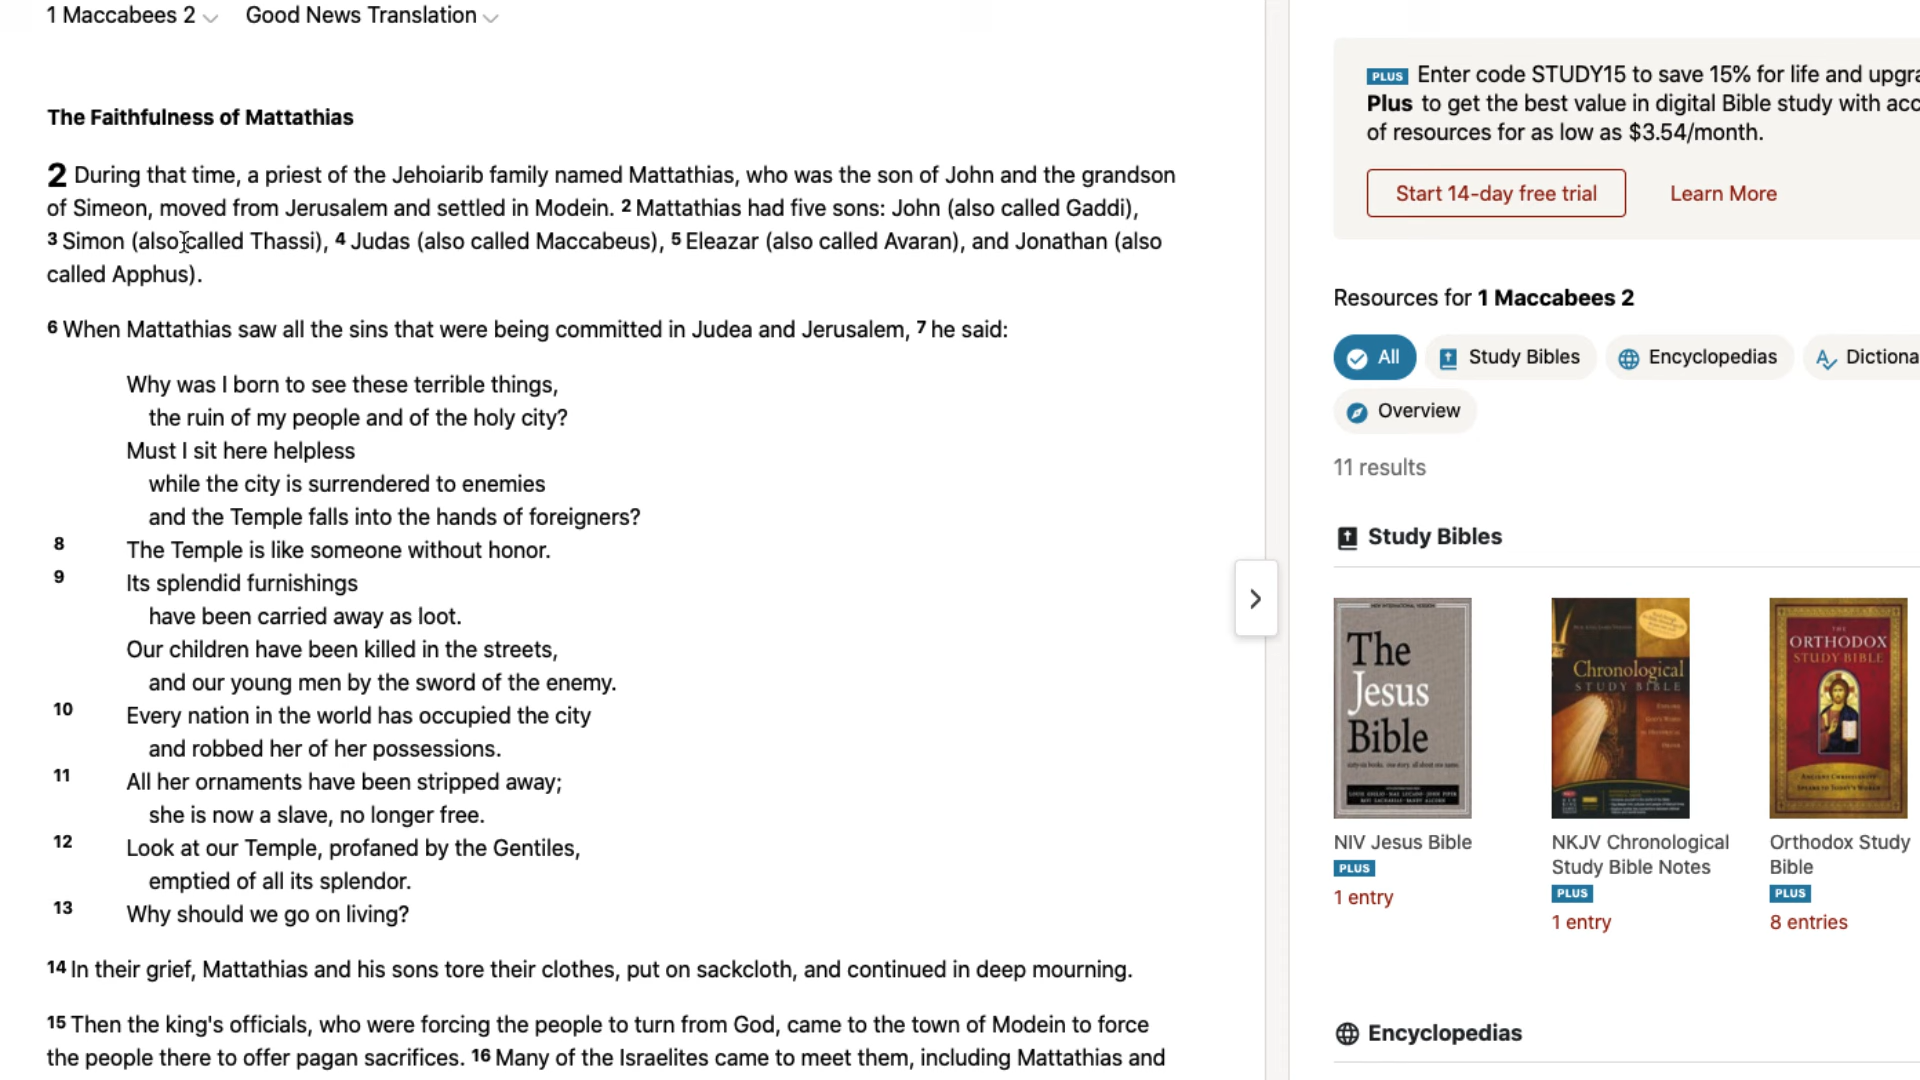 1 Maccabees 2 Good News Translation
The Faithfulness of Mattathias
2 During that time, a priest of the Jehoiarib family named Mattathias, who was the son of John and the grandson
of Simeon, moved from Jerusalem and settled in Modein. 2 Mattathias had five sons: John (also called Gaddi),
3 Simon (also called Thassi), 4 Judas (also called Maccabeus), 5 Eleazar (also called Avaran), and Jonathan (also
called Apphus).
6 When Mattathias saw all the sins that were being committed in Judea and Jerusalem, 7 he said:
Why was I born to see these terrible things,
the ruin of my people and of the holy city?
Must I sit here helpless
while the city is surrendered to enemies
and the Temple falls into the hands of foreigners?
8 The Temple is like someone without honor.
9 Its splendid furnishings
have been carried away as loot.
Our children have been killed in the streets,
and our young men by the sword of the enemy.
10 Every nation in the world has occupied the city
and robbed her of her possessions.
11 All her ornaments have been stripped away;
she is now a slave, no longer free.
12 Look at our Temple, profaned by the Gentiles,
emptied of all its splendor.
13 Why should we go on living?
14 In their grief, Mattathias and his sons tore their clothes, put on sackcloth, and continued in deep mourning.
15 Then the king's officials, who were forcing the people to turn from God, came to the town of Modein to force
the people there to offer pagan sacrifices. 16 Many of the Israelites came to meet them, including Mattathias and
PLUS Enter code STUDY15 to save 15% for life and upgra
Plus to get the best value in digital Bible study with acc
of resources for as low as $3.54/month.
Start 14-day free trial Learn More
Resources for 1 Maccabees 2
All Study Bibles Encyclopedias Dictiona
Overview
11 results
Study Bibles
NEW INTERNATIONAL VERSION
The
Jesus
Bible
Chronological
STUDY BIBLE
THE
ORTHODOX
STUDY BIBLE
ANCIENT CHRISTIANITY
SPEAKS TO TODAY'S WORLD
NIV Jesus Bible
PLUS
1 entry
NKJV Chronological
Study Bible Notes
PLUS
1 entry
Orthodox Study
Bible
PLUS
8 entries
Encyclopedias